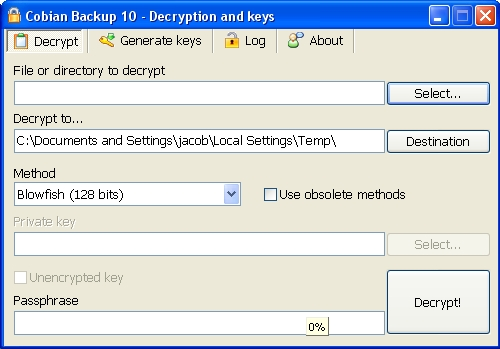 Cobian Backup 10 - Decryption and keys
Decrypt Generate keys Log About
File or directory to decrypt
Select...
Decrypt to...
C:\Documents and Settings\jacob\Local Settings\Temp\ Destination
Method
Blowfish (128 bits) Use obsolete methods
Private key
Select...
Unencrypted key
Decrypt!
Passphrase
0%